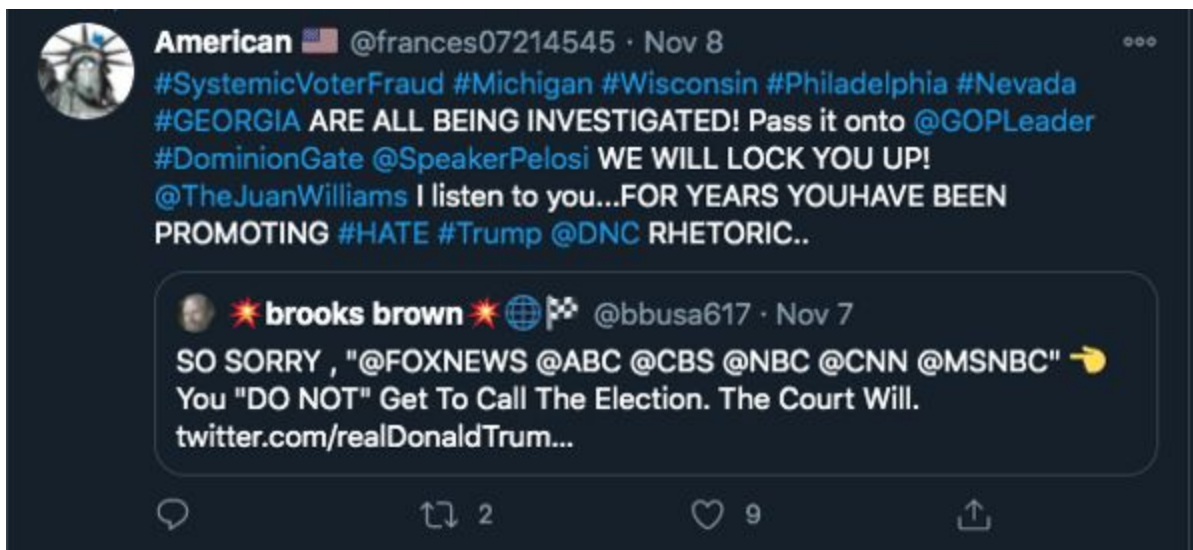 American 🇺🇸 @frances07214545 · Nov 8
#SystemicVoterFraud #Michigan #Wisconsin #Philadelphia #Nevada
#GEORGIA ARE ALL BEING INVESTIGATED! Pass it onto @GOPLeader
#DominionGate @SpeakerPelosi WE WILL LOCK YOU UP!
@TheJuanWilliams I listen to you...FOR YEARS YOUHAVE BEEN
PROMOTING #HATE #Trump @DNC RHETORIC..
💥brooks brown💥🌐🏁 @bbusa617 · Nov 7
SO SORRY , "@FOXNEWS @ABC @CBS @NBC @CNN @MSNBC" 👈
You "DO NOT" Get To Call The Election. The Court Will.
twitter.com/realDonaldTrum...
2 9